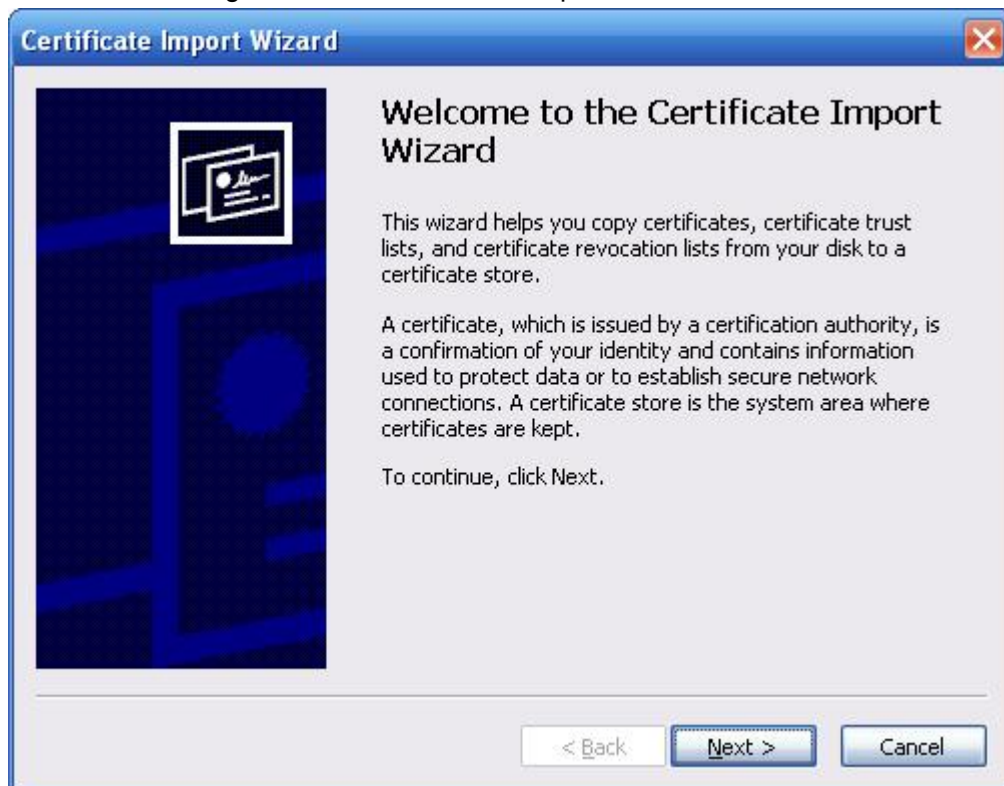 Certificate Import Wizard
Welcome to the Certificate Import
Wizard
This wizard helps you copy certificates, certificate trust
lists, and certificate revocation lists from your disk to a
certificate store.
A certificate, which is issued by a certification authority, is
a confirmation of your identity and contains information
used to protect data or to establish secure network
connections. A certificate store is the system area where
certificates are kept.
To continue, click Next.
< Back Next > Cancel